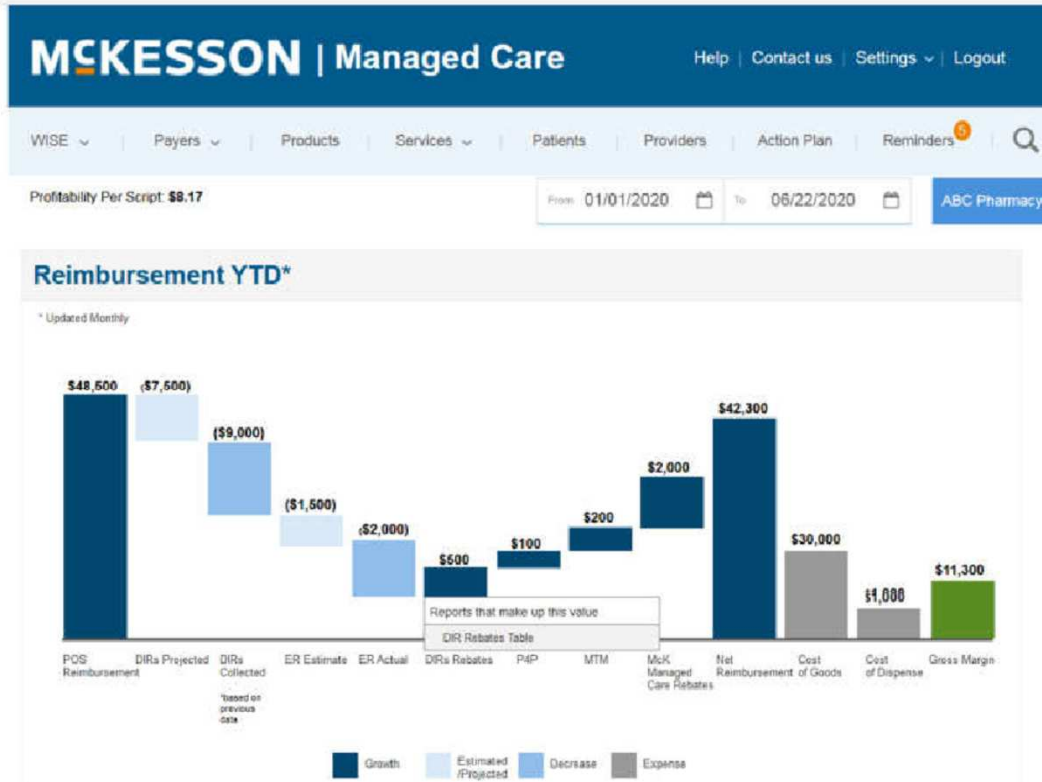 MCKESSON | Managed Care
Help | Contact us | Settings | Logout
WISE | Payers | Products | Services | Patients | Providers | Action Plan | Reminders 5
Profitability Per Script: $8.17
From 01/01/2020 To 06/22/2020
ABC Pharmacy
Reimbursement YTD*
* Updated Monthly
$48,500
($7,500)
($9,000)
($1,500)
($2,000)
$500
$100
$200
$2,000
$42,300
$30,000
$1,000
$11,300
Reports that make up this value
DIR Rebates Table
POS
Reimbursement
DIRs Projected
DIRs
Collected
*based on
previous
data
ER Estimate
ER Actual
DIRs Rebates
P4P
MTM
McK
Managed
Care Rebates
Net
Reimbursement
Cost
of Goods
Cost
of Dispense
Gross Margin
Growth
Estimated
/Projected
Decrease
Expense